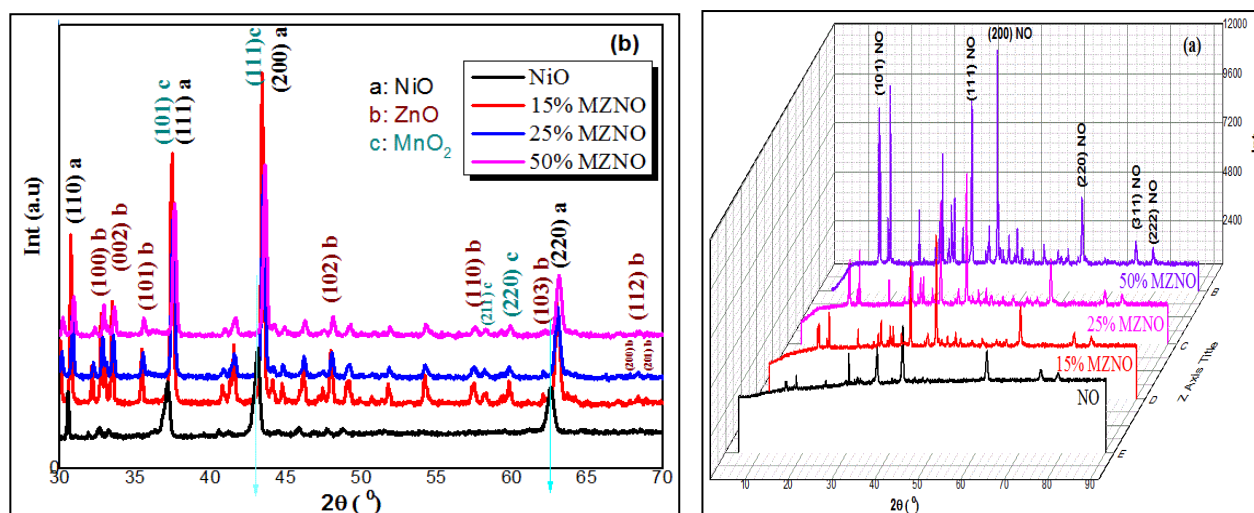 (b)
a: NiO
b: ZnO
c: MnO2
NiO
15% MZNO
25% MZNO
50% MZNO
(110) a
(100) b
(002) b
(101) b
(101) c
(111) a
(111)c
(200) a
(102) b
(110) b
(211) c
(220) c
(103) b
(220) a
(200) b
(201) b
(112) b
Int (a.u)
0
30 35 40 45 50 55 60 65 70
2θ ( ⁰)
(a)
(101) NO
(111) NO
(200) NO
(220) NO
(311) NO
(222) NO
12000
9600
7200
4800
2400
50% MZNO
25% MZNO
15% MZNO
NO
B
C
D
E
Z Axis Title
10 20 30 40 50 60 70 80 90
2θ ( ⁰)